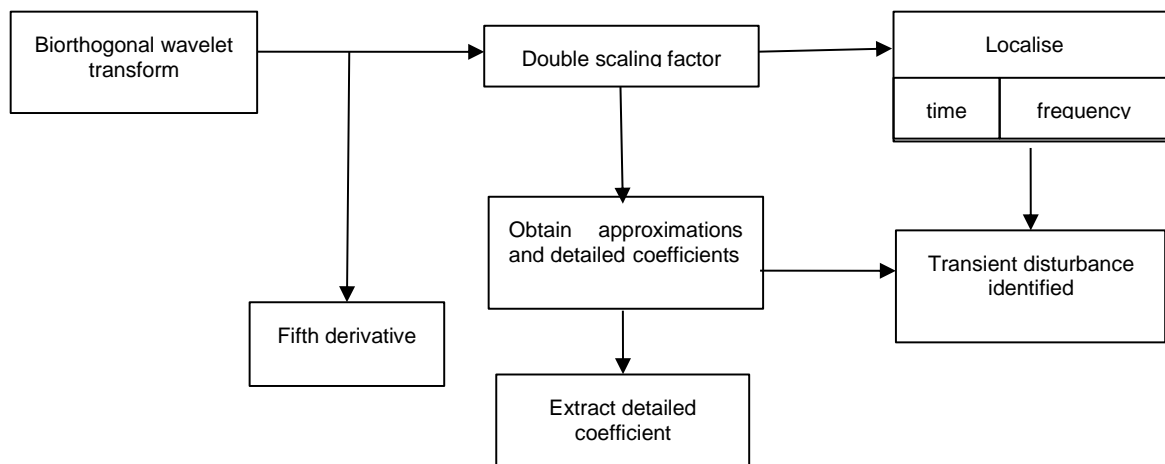 Biorthogonal wavelet
transform
Double scaling factor
Localise
time
frequency
Obtain approximations
and detailed coefficients
Transient disturbance
identified
Fifth derivative
Extract detailed
coefficient